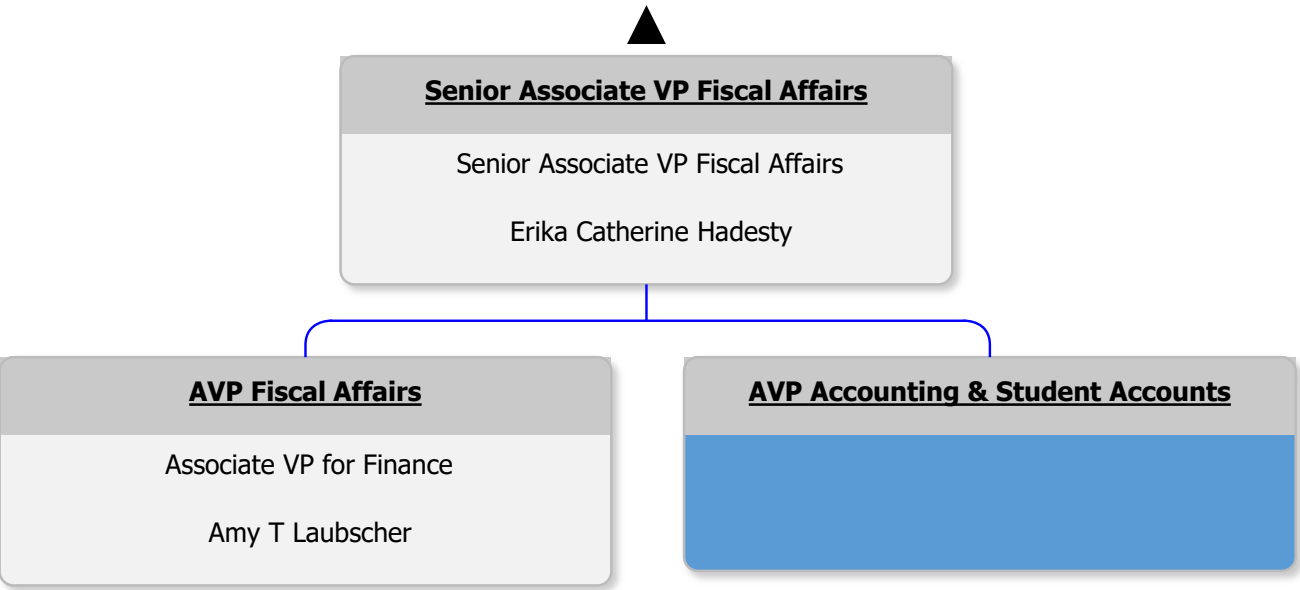 Senior Associate VP Fiscal Affairs
Senior Associate VP Fiscal Affairs
Erika Catherine Hadesty
AVP Fiscal Affairs
Associate VP for Finance
Amy T Laubscher
AVP Accounting & Student Accounts